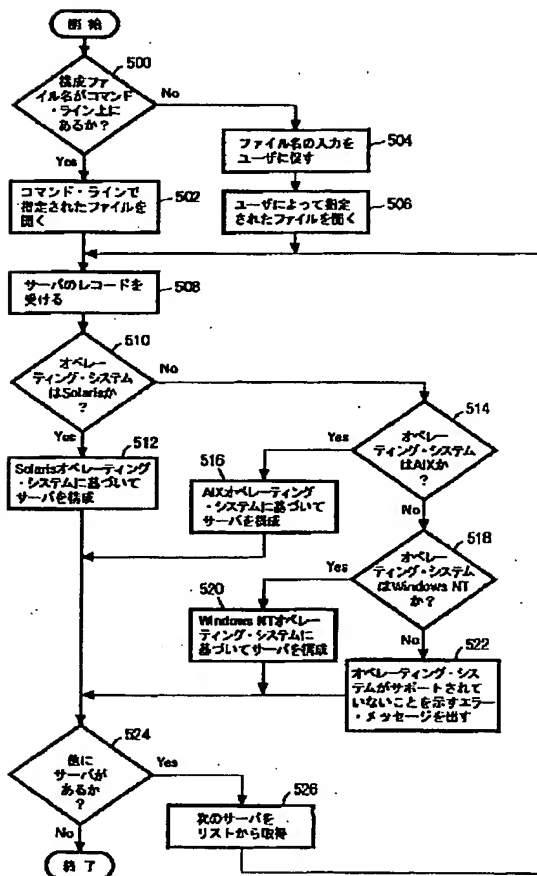 開 始
500
構成ファ
イル名がコマンド
・ライン上に
あるか?
No
Yes
ファイル名の入力を
ユーザに促す
504
コマンド・ラインで
指定されたファイルを
開く
502
ユーザによって指定
されたファイルを開く
506
サーバのレコードを
受ける
508
510
オペレー
ティング・システム
はSolarisか
?
No
Yes
514
オペレー
ティング・システム
はAIXか
?
Yes
No
512
Solarisオペレーティング
・システムに基づいて
サーバを構成
516
AIXオペレーティング
・システムに基づいて
サーバを構成
518
オペレー
ティング・システム
はWindows NT
か?
Yes
No
520
Windows NTオペレー
ティング・システムに
基づいてサーバを構成
522
オペレーティング・シス
テムがサポートされて
いないことを示すエラー
・メッセージを出す
524
他に
サーバが
あるか
?
Yes
No
526
次のサーバを
リストから取得
終 了